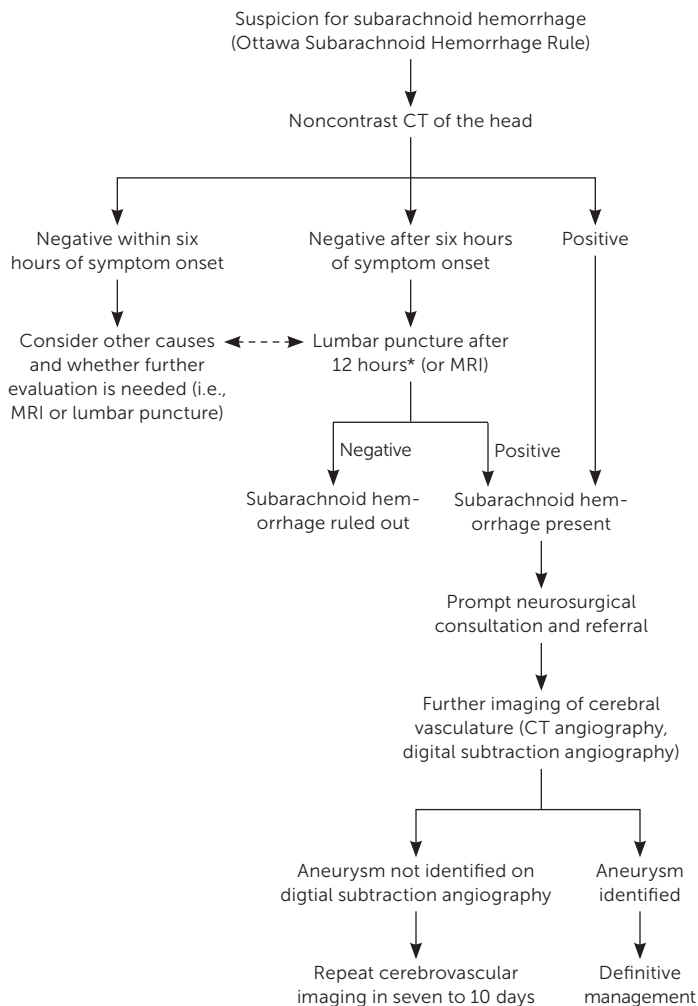 Suspicion for subarachnoid hemorrhage
(Ottawa Subarachnoid Hemorrhage Rule)
Noncontrast CT of the head
Negative within six
hours of symptom onset
Negative after six hours
of symptom onset
Positive
Consider other causes
and whether further
evaluation is needed (i.e.,
MRI or lumbar puncture)
Lumbar puncture after
12 hours* (or MRI)
Negative
Positive
Subarachnoid hem-
orrhage ruled out
Subarachnoid hem-
orrhage present
Prompt neurosurgical
consultation and referral
Further imaging of cerebral
vasculature (CT angiography,
digital subtraction angiography)
Aneurysm not identified on
digtial subtraction angiography
Aneurysm
identified
Repeat cerebrovascular
imaging in seven to 10 days
Definitive
management